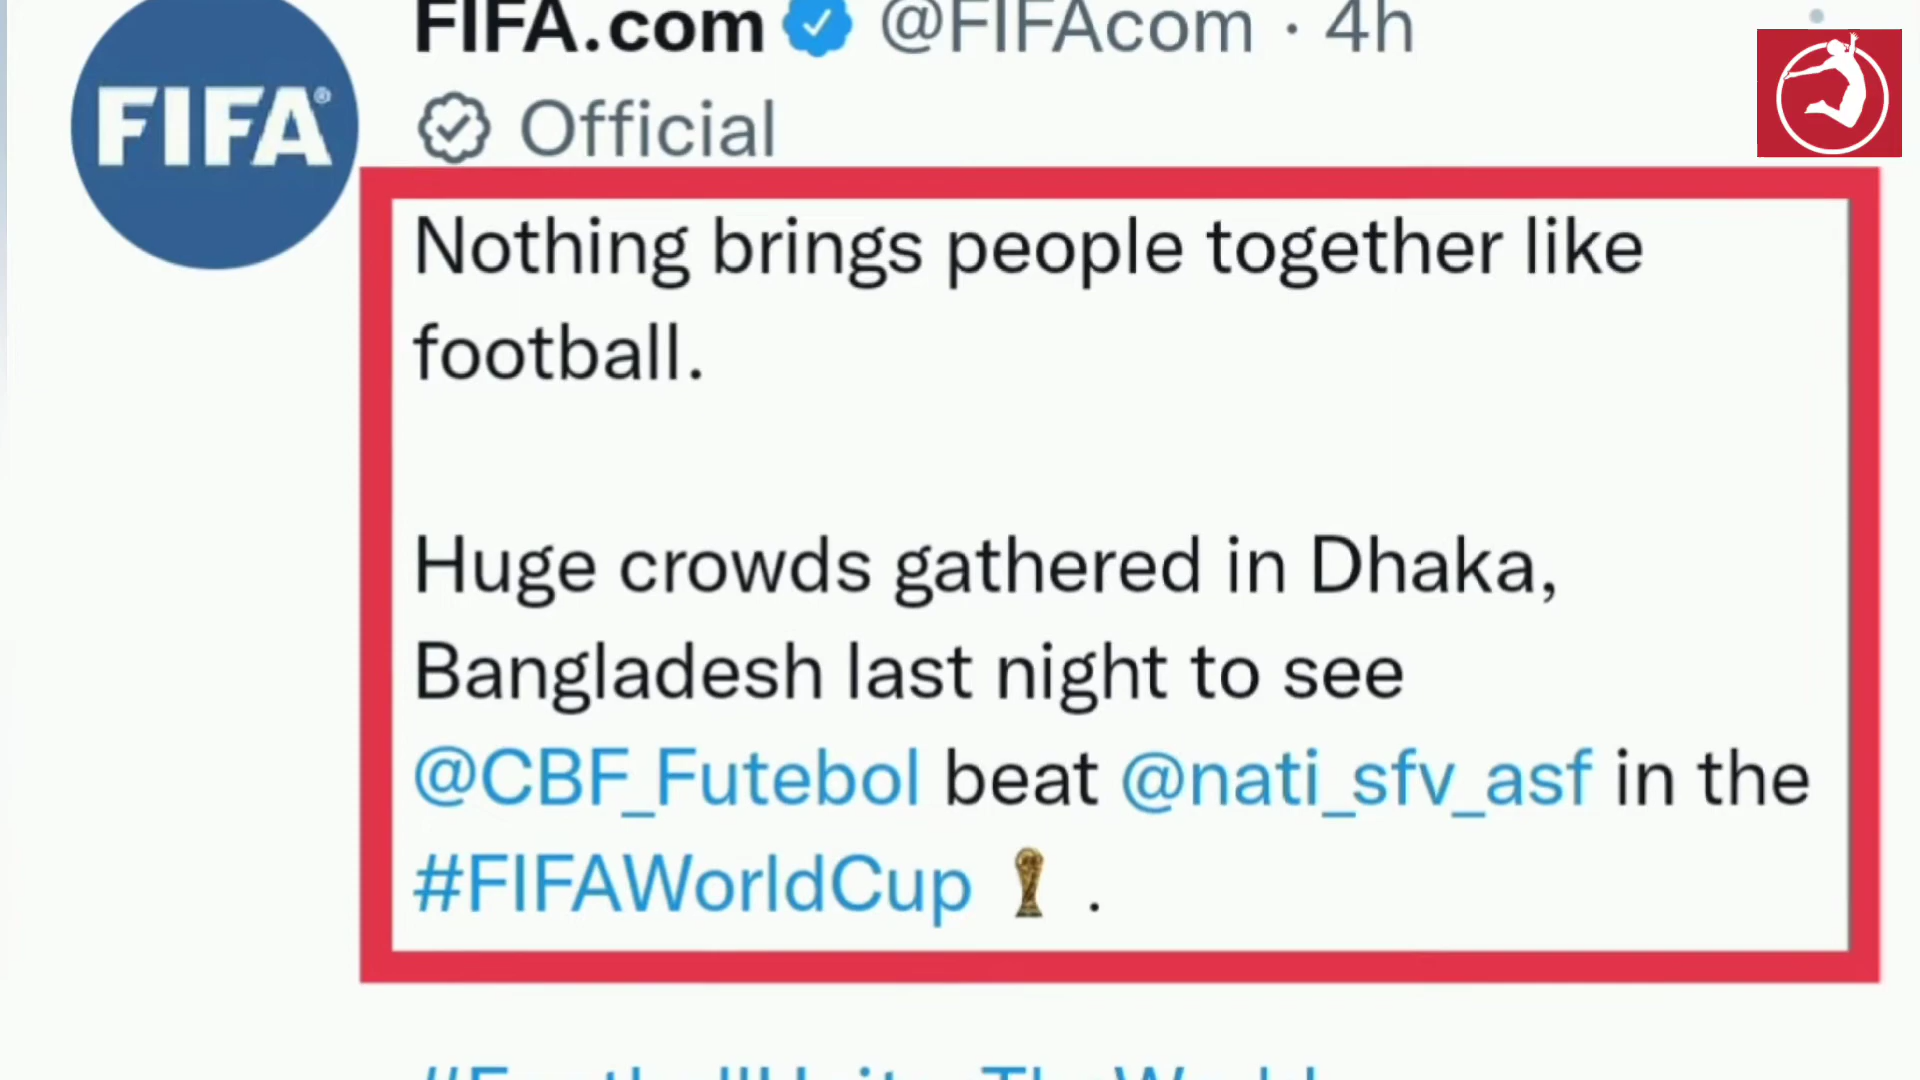 FIFA.com @FIFAcom · 4h
FIFA®
Official
Nothing brings people together like
football.
Huge crowds gathered in Dhaka,
Bangladesh last night to see
@CBF_Futebol beat @nati_sfv_asf in the
#FIFAWorldCup 🏆 .